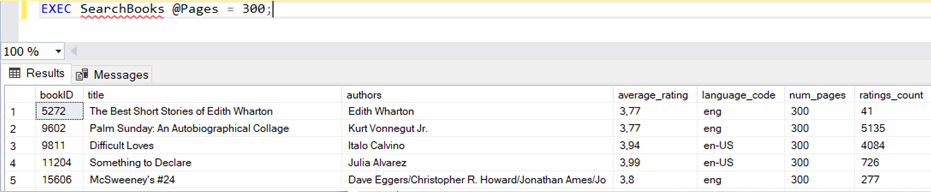 EXEC SearchBooks @Pages = 300;
100 %
Results Messages
bookID title authors average_rating language_code num_pages ratings_count
1 5272 The Best Short Stories of Edith Wharton Edith Wharton 3,77 eng 300 41
2 9602 Palm Sunday: An Autobiographical Collage Kurt Vonnegut Jr. 3,77 eng 300 5135
3 9811 Difficult Loves Italo Calvino 3,94 en-US 300 4084
4 11204 Something to Declare Julia Alvarez 3,99 en-US 300 726
5 15606 McSweeney's #24 Dave Eggers/Christopher R. Howard/Jonathan Ames/Jo 3,8 eng 300 277